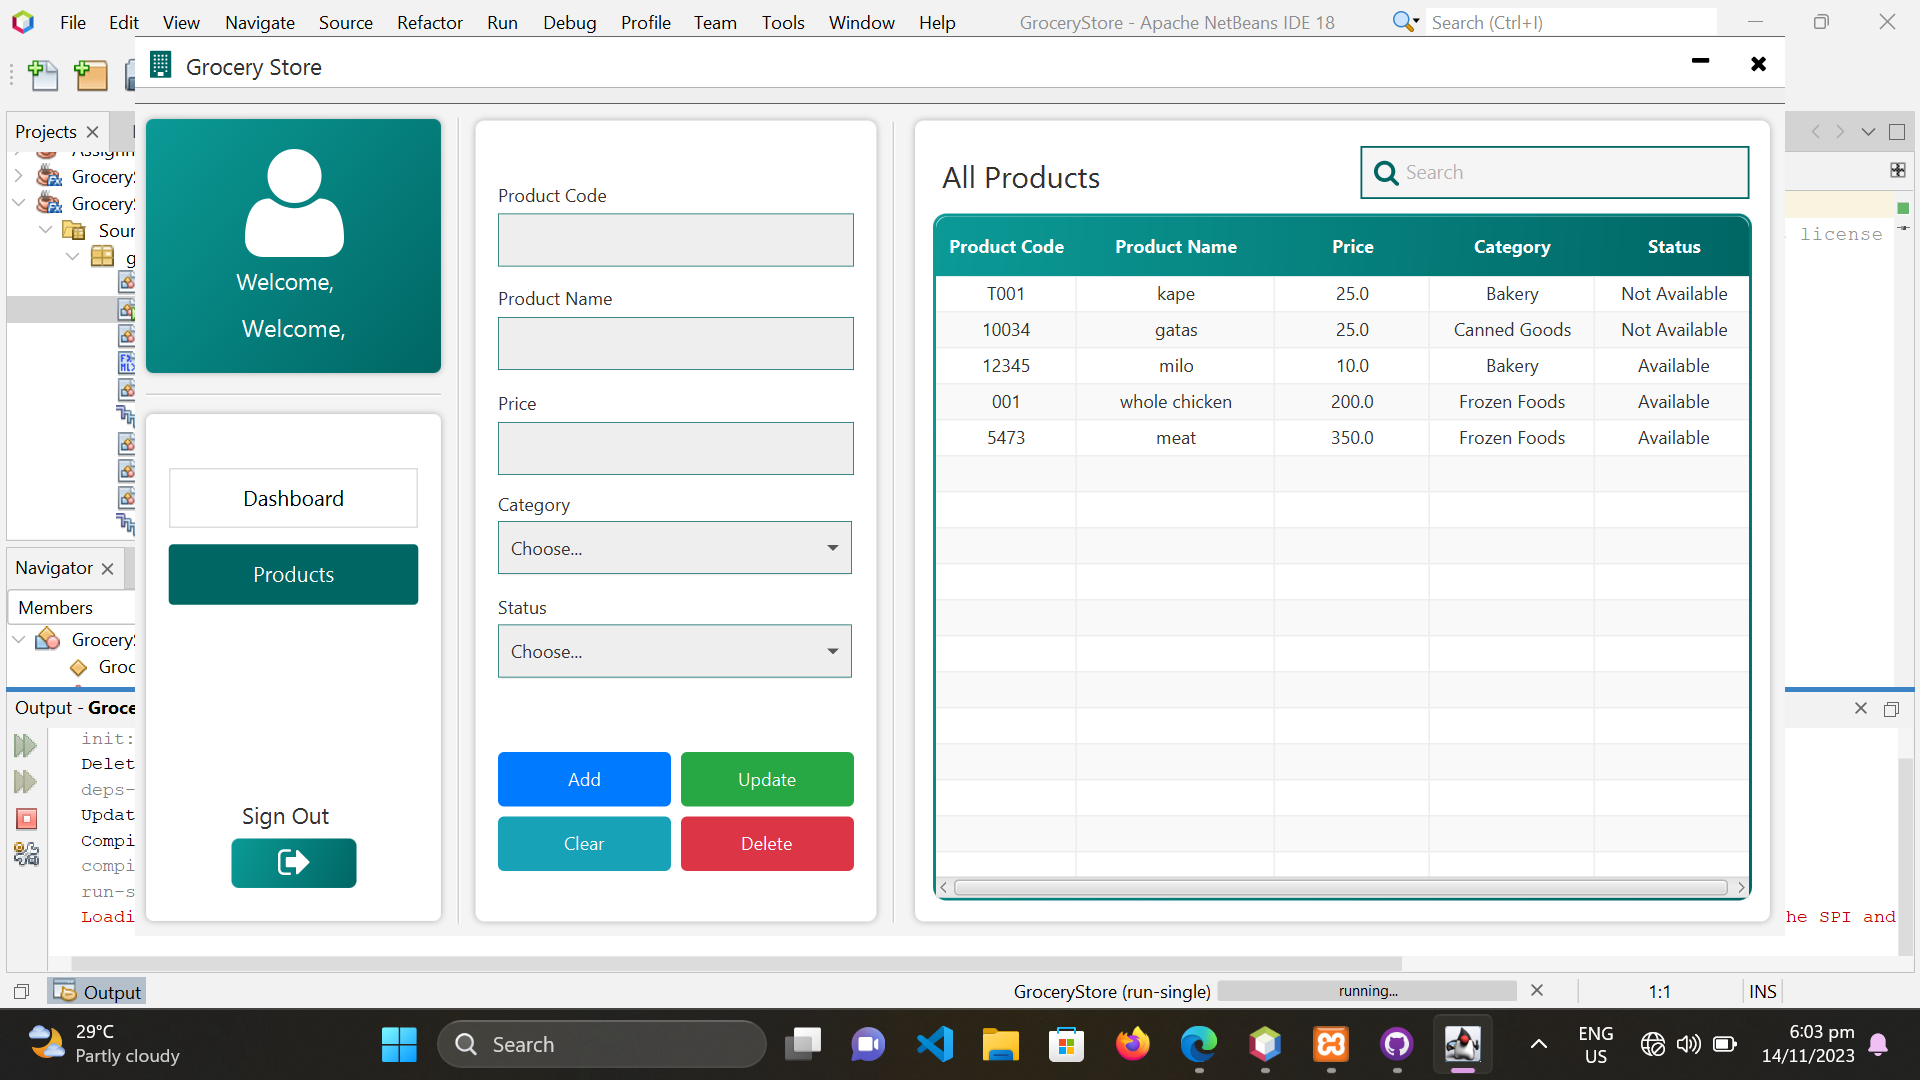 File Edit View Navigate Source Refactor Run Debug Profile Team Tools Window Help GroceryStore - Apache NetBeans IDE 18 Search (Ctrl+I)
Grocery Store
Projects
Grocery
Grocery
Sour
g
Navigator
Members
Grocery
Groc
Welcome,
Welcome,
Dashboard
Products
Sign Out
Product Code
Product Name
Price
Category
Choose...
Status
Choose...
Add Update
Clear Delete
All Products
Search
Product Code Product Name Price Category Status
T001 kape 25.0 Bakery Not Available
10034 gatas 25.0 Canned Goods Not Available
12345 milo 10.0 Bakery Available
001 whole chicken 200.0 Frozen Foods Available
5473 meat 350.0 Frozen Foods Available
license
Output - Groce
init:
Delet
deps-
Updat
Compi
compi
run-s
Loadi
he SPI and
Output
GroceryStore (run-single) running... 1:1 INS
29°C
Partly cloudy
Search
ENG
US
6:03 pm
14/11/2023